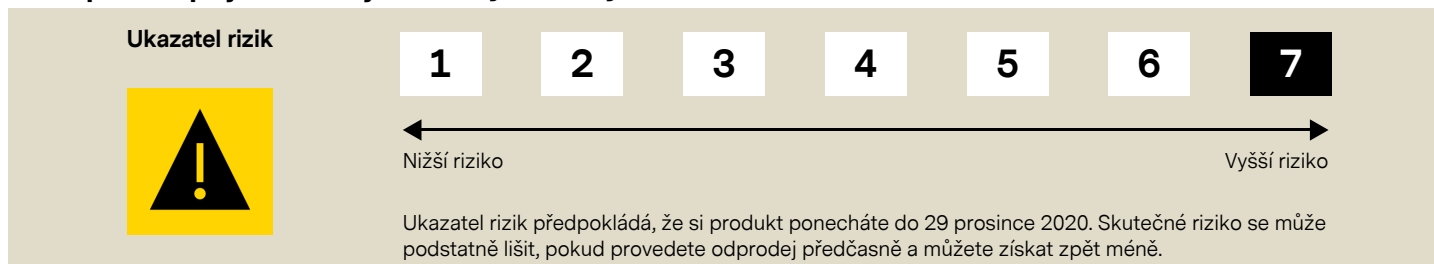 Ukazatel rizik
1 2 3 4 5 6 7
Nižší riziko Vyšší riziko
Ukazatel rizik předpokládá, že si produkt ponecháte do 29 prosince 2020. Skutečné riziko se může
podstatně lišit, pokud provedete odprodej předčasně a můžete získat zpět méně.